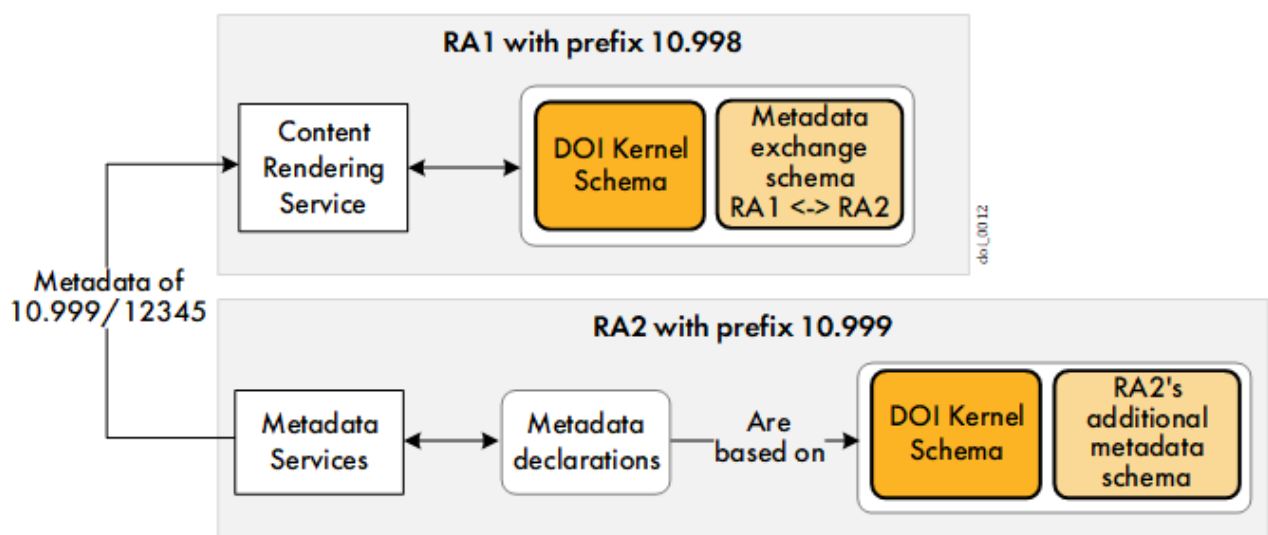 RA1 with prefix 10.998
Content
Rendering
Service
DOI Kernel
Schema
Metadata
exchange
schema
RA1 <-> RA2
doi_0012
Metadata of
10.999/12345
RA2 with prefix 10.999
Metadata
Services
Metadata
declarations
Are
based on
DOI Kernel
Schema
RA2's
additional
metadata
schema